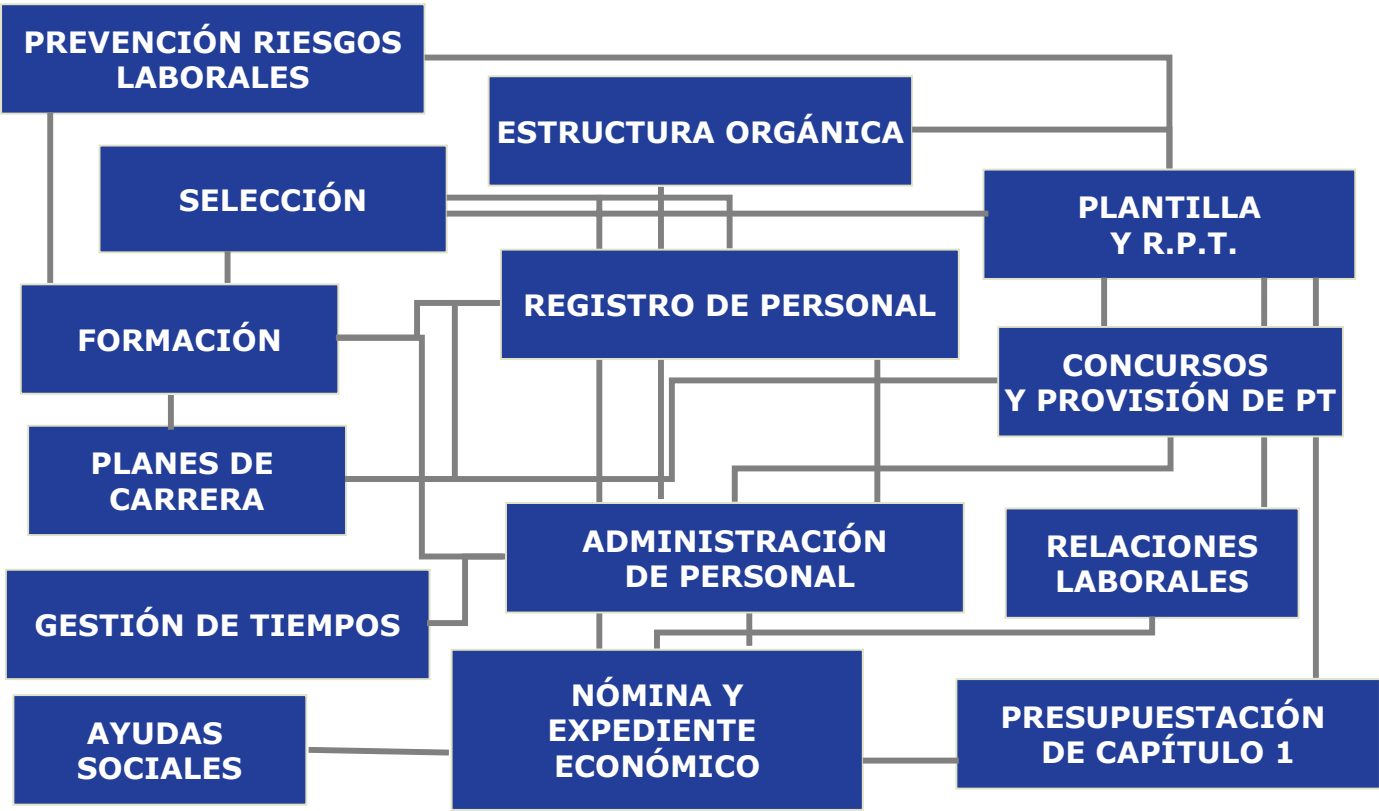 PREVENCIÓN RIESGOS
LABORALES
ESTRUCTURA ORGÁNICA
SELECCIÓN
PLANTILLA
Y R.P.T.
REGISTRO DE PERSONAL
FORMACIÓN
CONCURSOS
Y PROVISIÓN DE PT
PLANES DE
CARRERA
ADMINISTRACIÓN
DE PERSONAL
RELACIONES
LABORALES
GESTIÓN DE TIEMPOS
NÓMINA Y
EXPEDIENTE
ECONÓMICO
PRESUPUESTACIÓN
DE CAPÍTULO 1
AYUDAS
SOCIALES